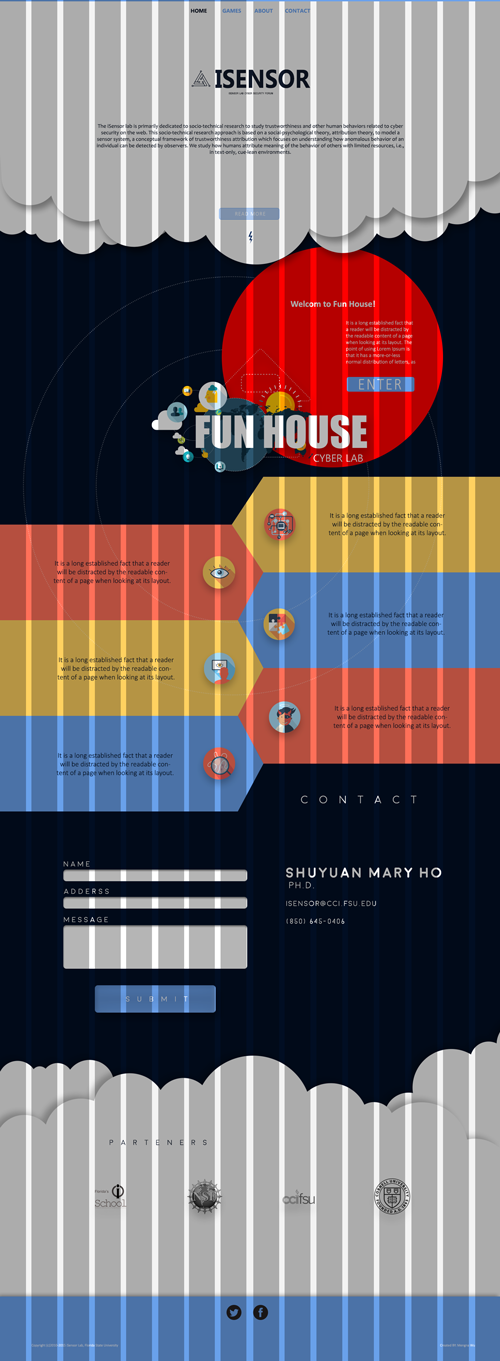 HOME GAMES ABOUT CONTACT
ISENSOR
The iSensor lab is primarily dedicated to socio-technical research to study trustworthiness and other human behaviors related to cyber
security on the web. This socio-technical research approach is based on a social-psychological theory, attribution theory, to model a
sensor system, a conceptual framework of trustworthiness attribution which focuses on understanding how anomalous behavior of an
individual can be detected by observers. We study how humans attribute meaning of the behavior of others with limited resources, i.e.,
in text-only, cue-lean environments.
READ MORE
Welcom to Fun House!
It is a long established fact that
a reader will be distracted by
the readable content of a page
when looking at its layout. The
point of using Lorem Ipsum is
that it has a more-or-less
normal distribution of letters, as
ENTER
FUN HOUSE
CYBER LAB
It is a long established fact that a reader
will be distracted by the readable con-
tent of a page when looking at its layout.
It is a long established fact that a reader
will be distracted by the readable con-
tent of a page when looking at its layout.
It is a long established fact that a reader
will be distracted by the readable con-
tent of a page when looking at its layout.
It is a long established fact that a reader
will be distracted by the readable con-
tent of a page when looking at its layout.
It is a long established fact that a reader
will be distracted by the readable con-
tent of a page when looking at its layout.
It is a long established fact that a reader
will be distracted by the readable con-
tent of a page when looking at its layout.
CONTACT
NAME
ADDERSS
MESSAGE
SUBMIT
SHUYUAN MARY HO
PH.D.
ISENSOR@CCI.FSU.EDU
(850) 645-0406
PARTENERS
School
NSF
cci fsu
CORNELL UNIVERSITY